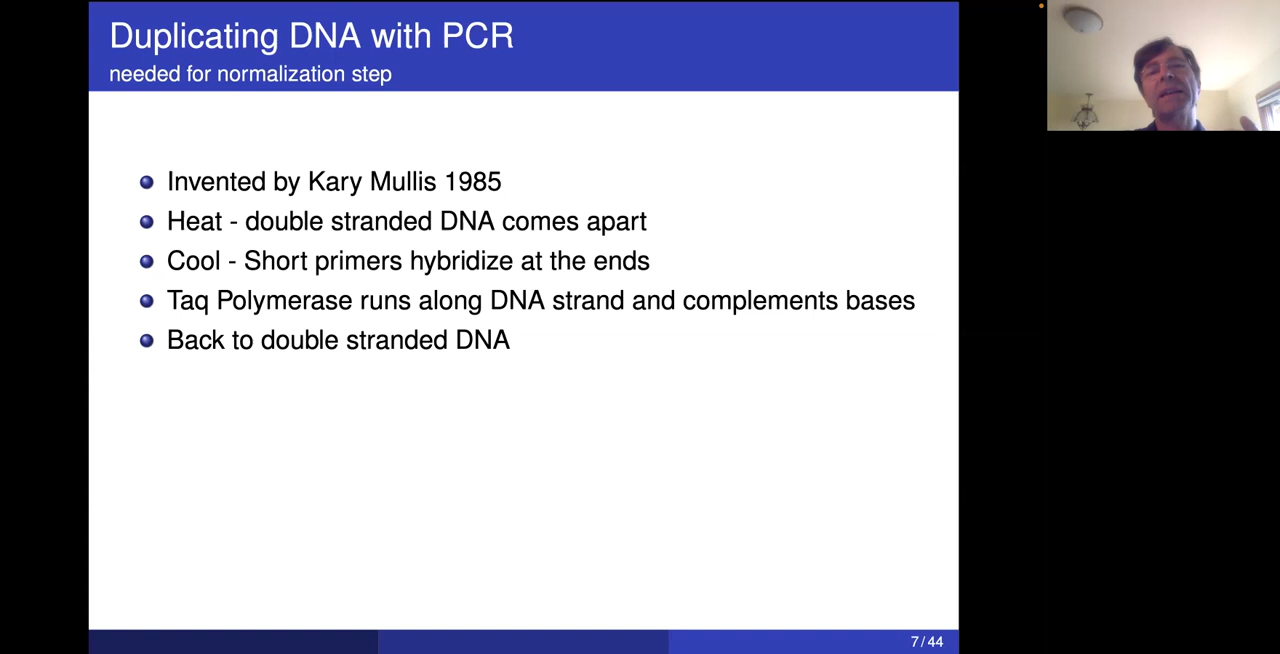 Duplicating DNA with PCR
needed for normalization step
Invented by Kary Mullis 1985
Heat - double stranded DNA comes apart
Cool - Short primers hybridize at the ends
Taq Polymerase runs along DNA strand and complements bases
Back to double stranded DNA
7 / 44